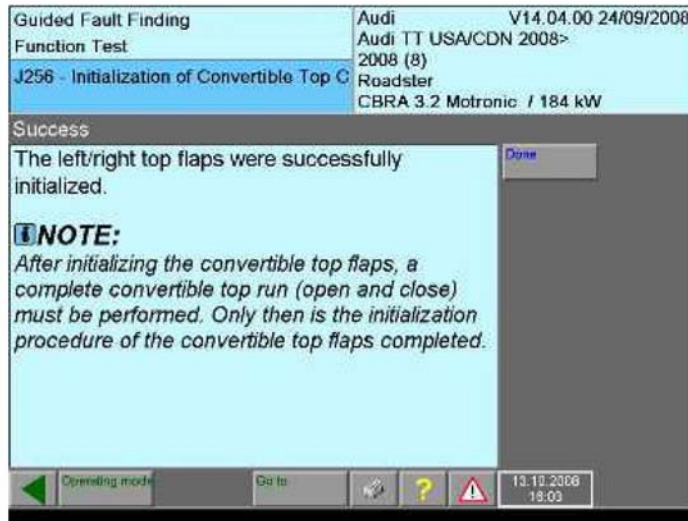 Guided Fault Finding
Function Test
J256 - Initialization of Convertible Top C
Audi V14.04.00 24/09/2008
Audi TT USA/CDN 2008>
2008 (8)
Roadster
CBRA 3.2 Motronic / 184 kW
Success
The left/right top flaps were successfully
initialized.
Done
NOTE:
After initializing the convertible top flaps, a
complete convertible top run (open and close)
must be performed. Only then is the initialization
procedure of the convertible top flaps completed.
Operating mode
Go to
?
13.10.2008
16:03